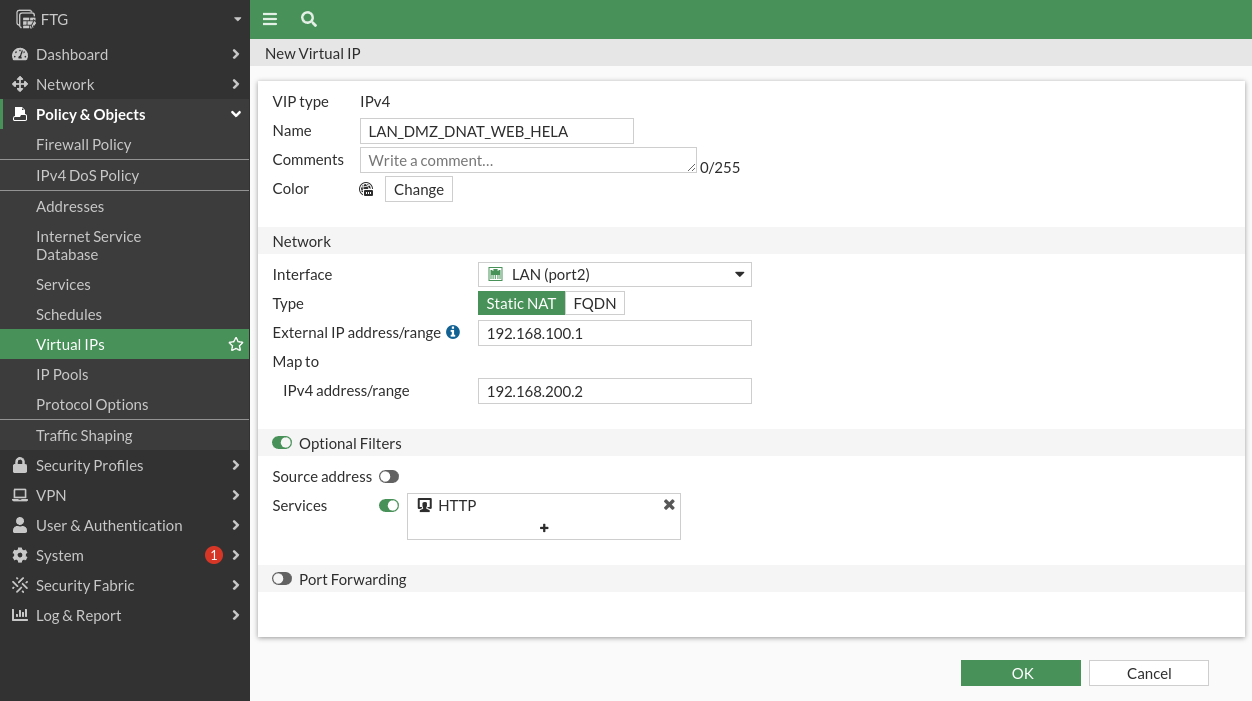 FTG
Dashboard
Network
Policy & Objects
Firewall Policy
IPv4 DoS Policy
Addresses
Internet Service
Database
Services
Schedules
Virtual IPs
IP Pools
Protocol Options
Traffic Shaping
Security Profiles
VPN
User & Authentication
System 1
Security Fabric
Log & Report
New Virtual IP
VIP type IPv4
Name LAN_DMZ_DNAT_WEB_HELA
Comments Write a comment... 0/255
Color Change
Network
Interface LAN (port2)
Type Static NAT FQDN
External IP address/range 192.168.100.1
Map to
IPv4 address/range 192.168.200.2
Optional Filters
Source address
Services HTTP
Port Forwarding
OK Cancel